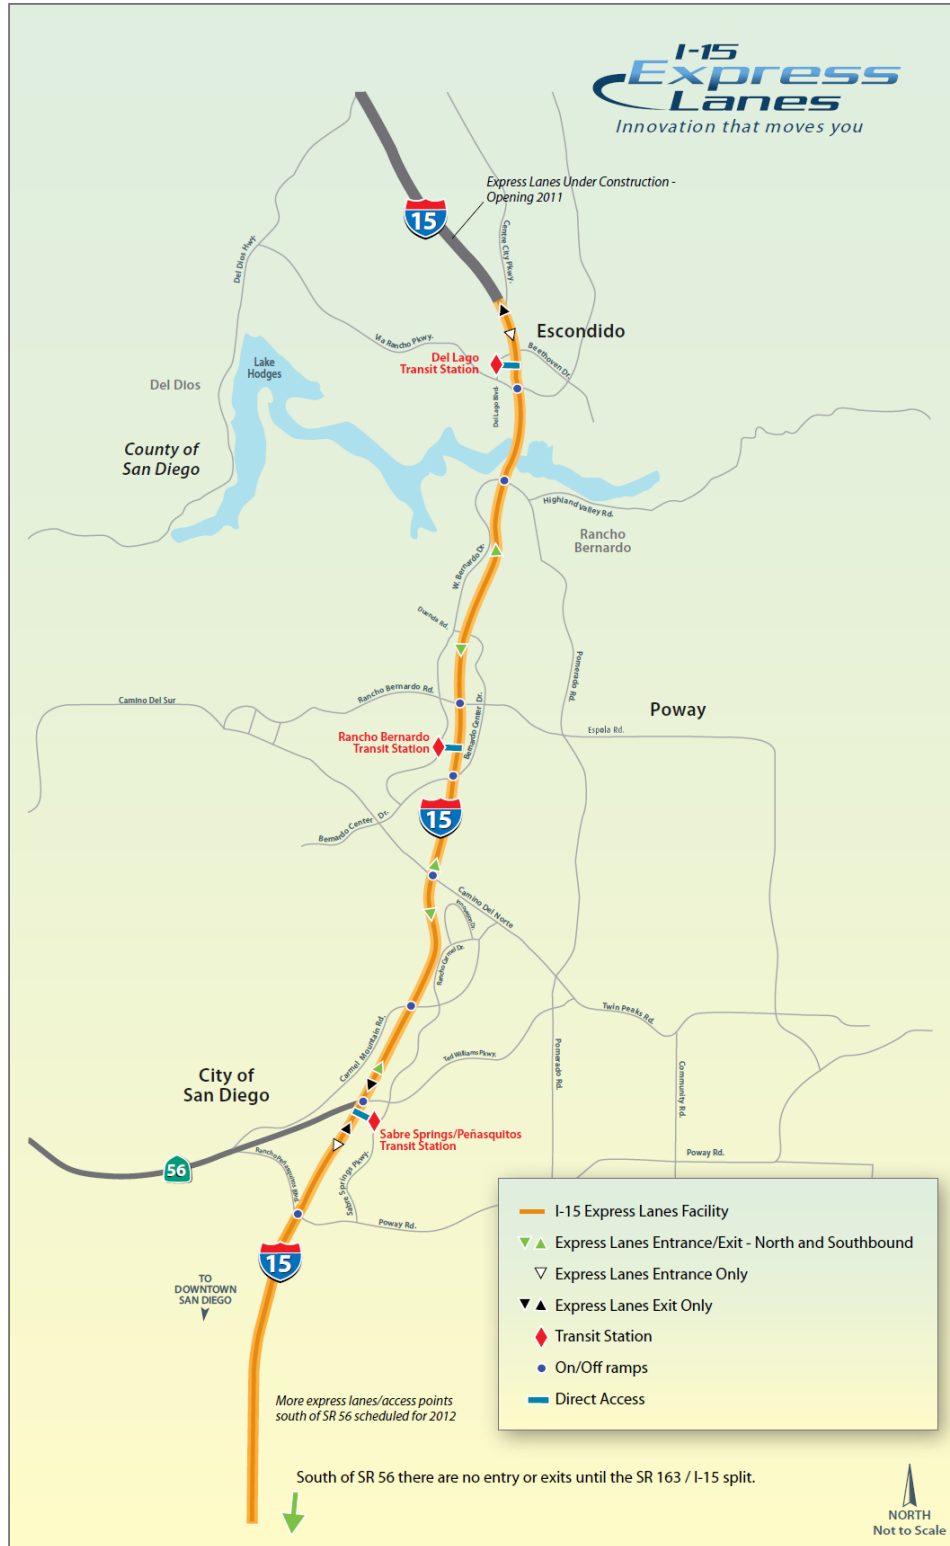 I-15
Express
Lanes
Innovation that moves you
Express Lanes Under Construction -
Opening 2011
15
Centre City Pkwy.
Del Dios Hwy.
Escondido
Via Rancho Pkwy.
Beethoven Dr.
Del Lago
Transit Station
Lake
Hodges
Del Dios
Del Lago Blvd.
County of
San Diego
Highland Valley Rd.
Rancho
Bernardo
W. Bernardo Dr.
Duenda Rd.
Pomerado Rd.
Rancho Bernardo Rd.
Camino Del Sur
Bernardo Center Dr.
Poway
Espola Rd.
Rancho Bernardo
Transit Station
15
Bernardo Center Dr.
Camino Del Norte
Innovation Dr.
Rancho Carmel Dr.
Twin Peaks Rd.
Carmel Mountain Rd.
Ted Williams Pkwy.
Pomerado Rd.
Community Rd.
City of
San Diego
Sabre Springs/Peñasquitos
Transit Station
56
Rancho Peñasquitos Blvd.
Sabre Springs Pkwy.
Poway Rd.
Poway Rd.
15
TO
DOWNTOWN
SAN DIEGO
I-15 Express Lanes Facility
Express Lanes Entrance/Exit - North and Southbound
Express Lanes Entrance Only
Express Lanes Exit Only
Transit Station
On/Off ramps
Direct Access
More express lanes/access points
south of SR 56 scheduled for 2012
South of SR 56 there are no entry or exits until the SR 163 / I-15 split.
NORTH
Not to Scale